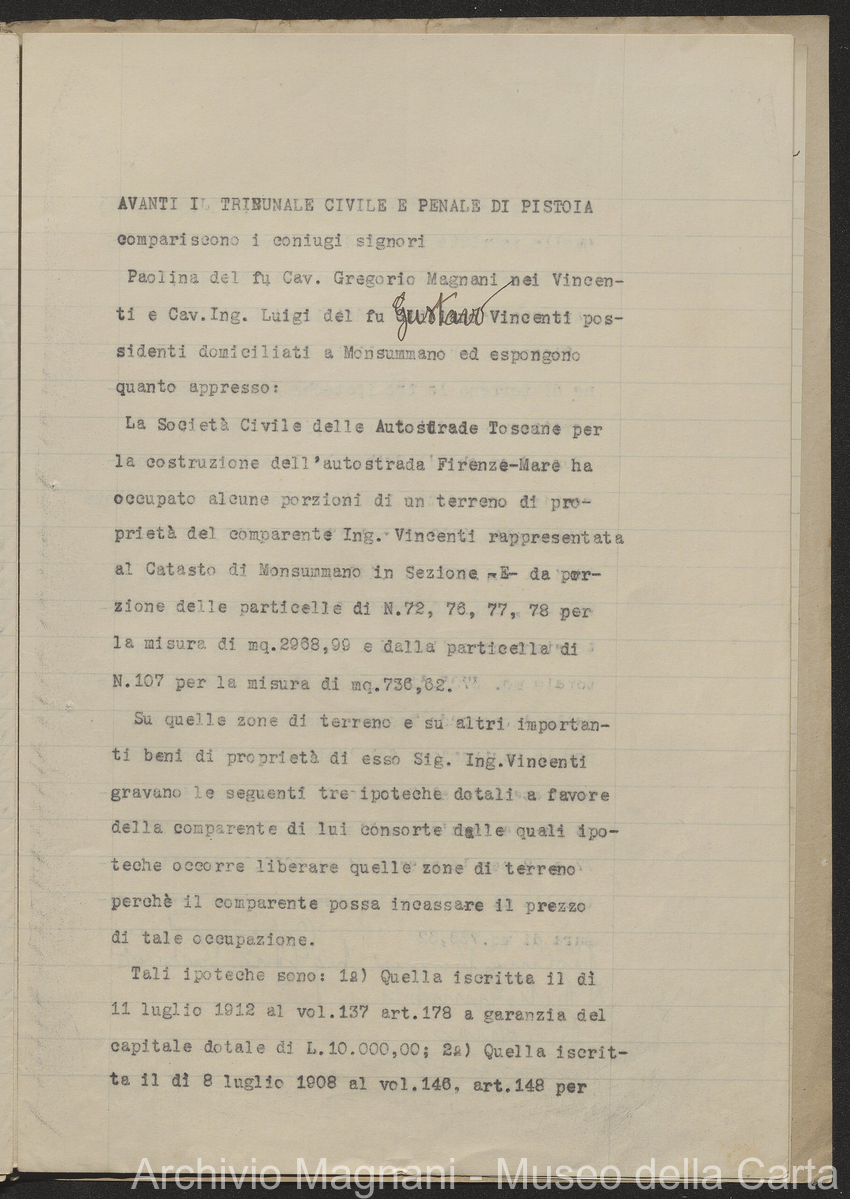 AVANTI IL TRIBUNALE CIVILE E PENALE DI PISTOIA
compariscono i coniugi signori
Paolina del fu Cav. Gregorio Magnani nei Vincen-
ti e Cav.Ing. Luigi del fu Gustavo Vincenti pos-
sidenti domiciliati a Monsummano ed espongono
quanto appresso:
La Società Civile delle Autostrade Toscane per
la costruzione dell'autostrada Firenze-Mare ha
occupato alcune porzioni di un terreno di pro-
prietà del comparente Ing. Vincenti rappresentata
al Catasto di Monsummano in Sezione -E- da por-
zione delle particelle di N.72, 76, 77, 78 per
la misura di mq.2968,99 e dalla particella di
N.107 per la misura di mq.736,62.
Su quelle zone di terreno e su altri importan-
ti beni di proprietà di esso Sig. Ing.Vincenti
gravano le seguenti tre ipoteche dotali a favore
della comparente di lui consorte dalle quali ipo-
teche occorre liberare quelle zone di terreno
perchè il comparente possa incassare il prezzo
di tale occupazione.
Tali ipoteche sono: 1ª) Quella iscritta il dì
11 luglio 1912 al vol.137 art.178 a garanzia del
capitale dotale di L.10.000,00; 2ª) Quella iscrit-
ta il dì 8 luglio 1908 al vol.146, art.148 per
Archivio Magnani - Museo della Carta